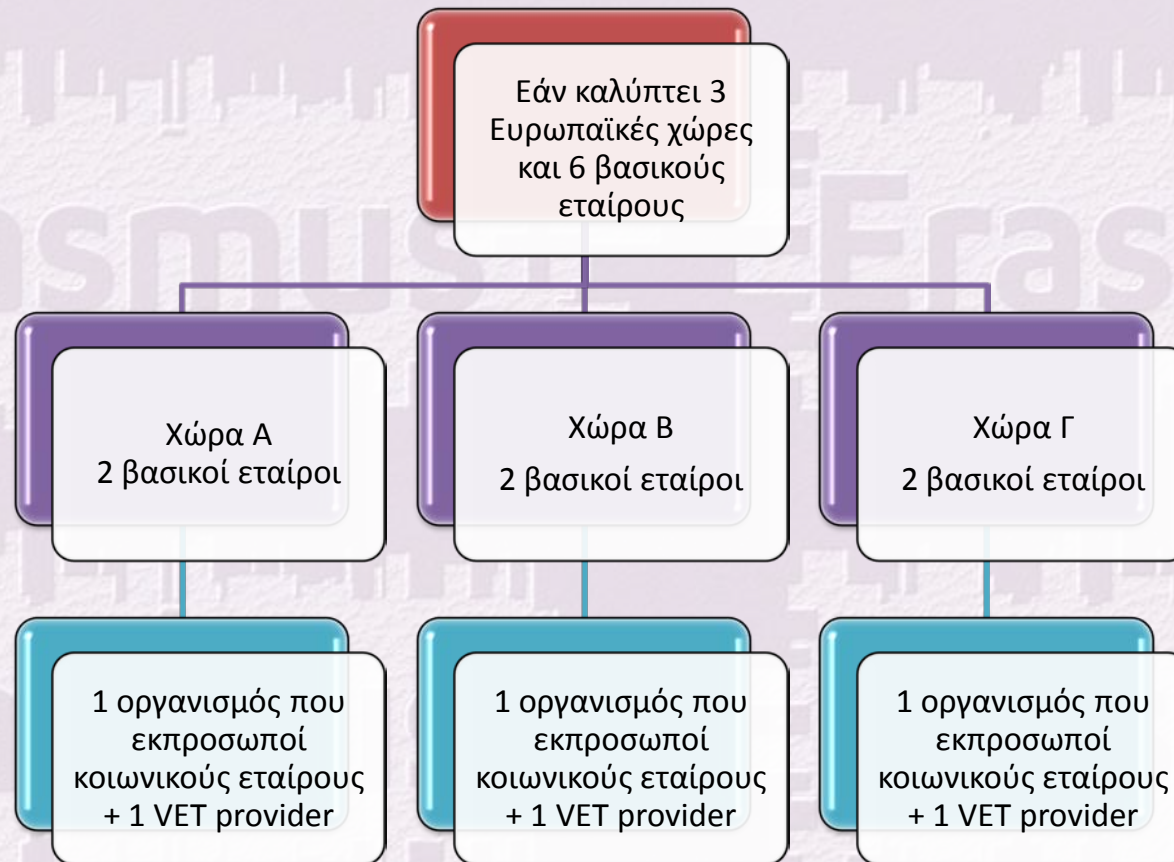 Εάν καλύπτει 3
Ευρωπαϊκές χώρες
και 6 βασικούς
εταίρους
Χώρα Α
2 βασικοί εταίροι
Χώρα Β
2 βασικοί εταίροι
Χώρα Γ
2 βασικοί εταίροι
1 οργανισμός που
εκπροσωποί
κοιωνικούς εταίρους
+ 1 VET provider
1 οργανισμός που
εκπροσωποί
κοιωνικούς εταίρους
+ 1 VET provider
1 οργανισμός που
εκπροσωποί
κοιωνικούς εταίρους
+ 1 VET provider